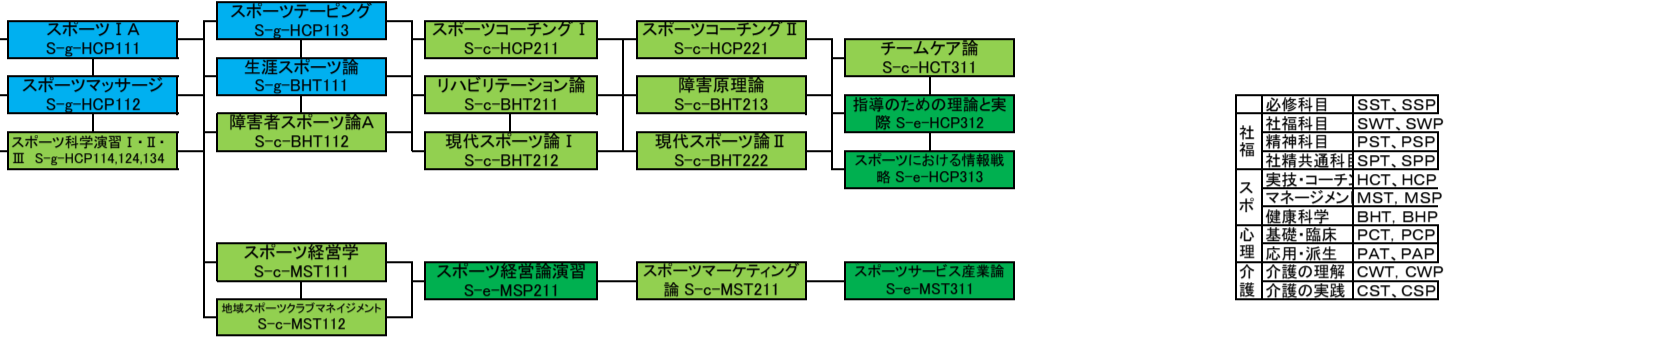 スポーツⅠA
S-g-HCP111
スポーツマッサージ
S-g-HCP112
スポーツ科学演習Ⅰ・Ⅱ・
Ⅲ S-g-HCP114,124,134
スポーツテーピング
S-g-HCP113
生涯スポーツ論
S-g-BHT111
障害者スポーツ論A
S-c-BHT112
スポーツコーチングⅠ
S-c-HCP211
リハビリテーション論
S-c-BHT211
現代スポーツ論Ⅰ
S-c-BHT212
スポーツコーチングⅡ
S-c-HCP221
障害原理論
S-c-BHT213
現代スポーツ論Ⅱ
S-c-BHT222
チームケア論
S-c-HCT311
指導のための理論と実
際 S-e-HCP312
スポーツにおける情報戦
略 S-e-HCP313
スポーツ経営学
S-c-MST111
地域スポーツクラブマネイジメント
S-c-MST112
スポーツ経営論演習
S-e-MSP211
スポーツマーケティング
論 S-c-MST211
スポーツサービス産業論
S-e-MST311
必修科目 SST、SSP
社福
社福科目 SWT、SWP
精神科目 PST、PSP
社精共通科目 SPT、SPP
スポ
実技・コーチン HCT、HCP
マネージメン MST, MSP
健康科学 BHT, BHP
心理
基礎・臨床 PCT, PCP
応用・派生 PAT、PAP
介護
介護の理解 CWT, CWP
介護の実践 CST、CSP